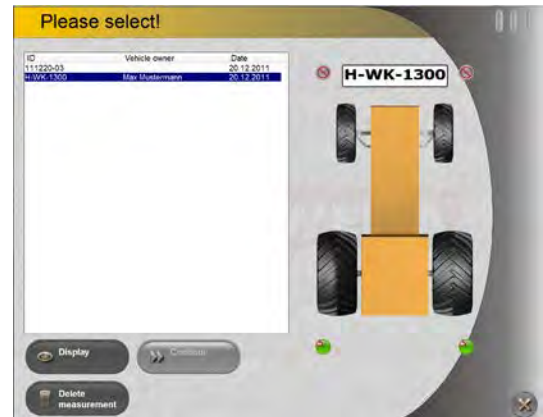 Please select!
ID Vehicle owner Date
111220-03 20.12.2011
H-WK-1300 Max Mustermann 20.12.2011
H-WK-1300
Display
Continue
Delete
measurement